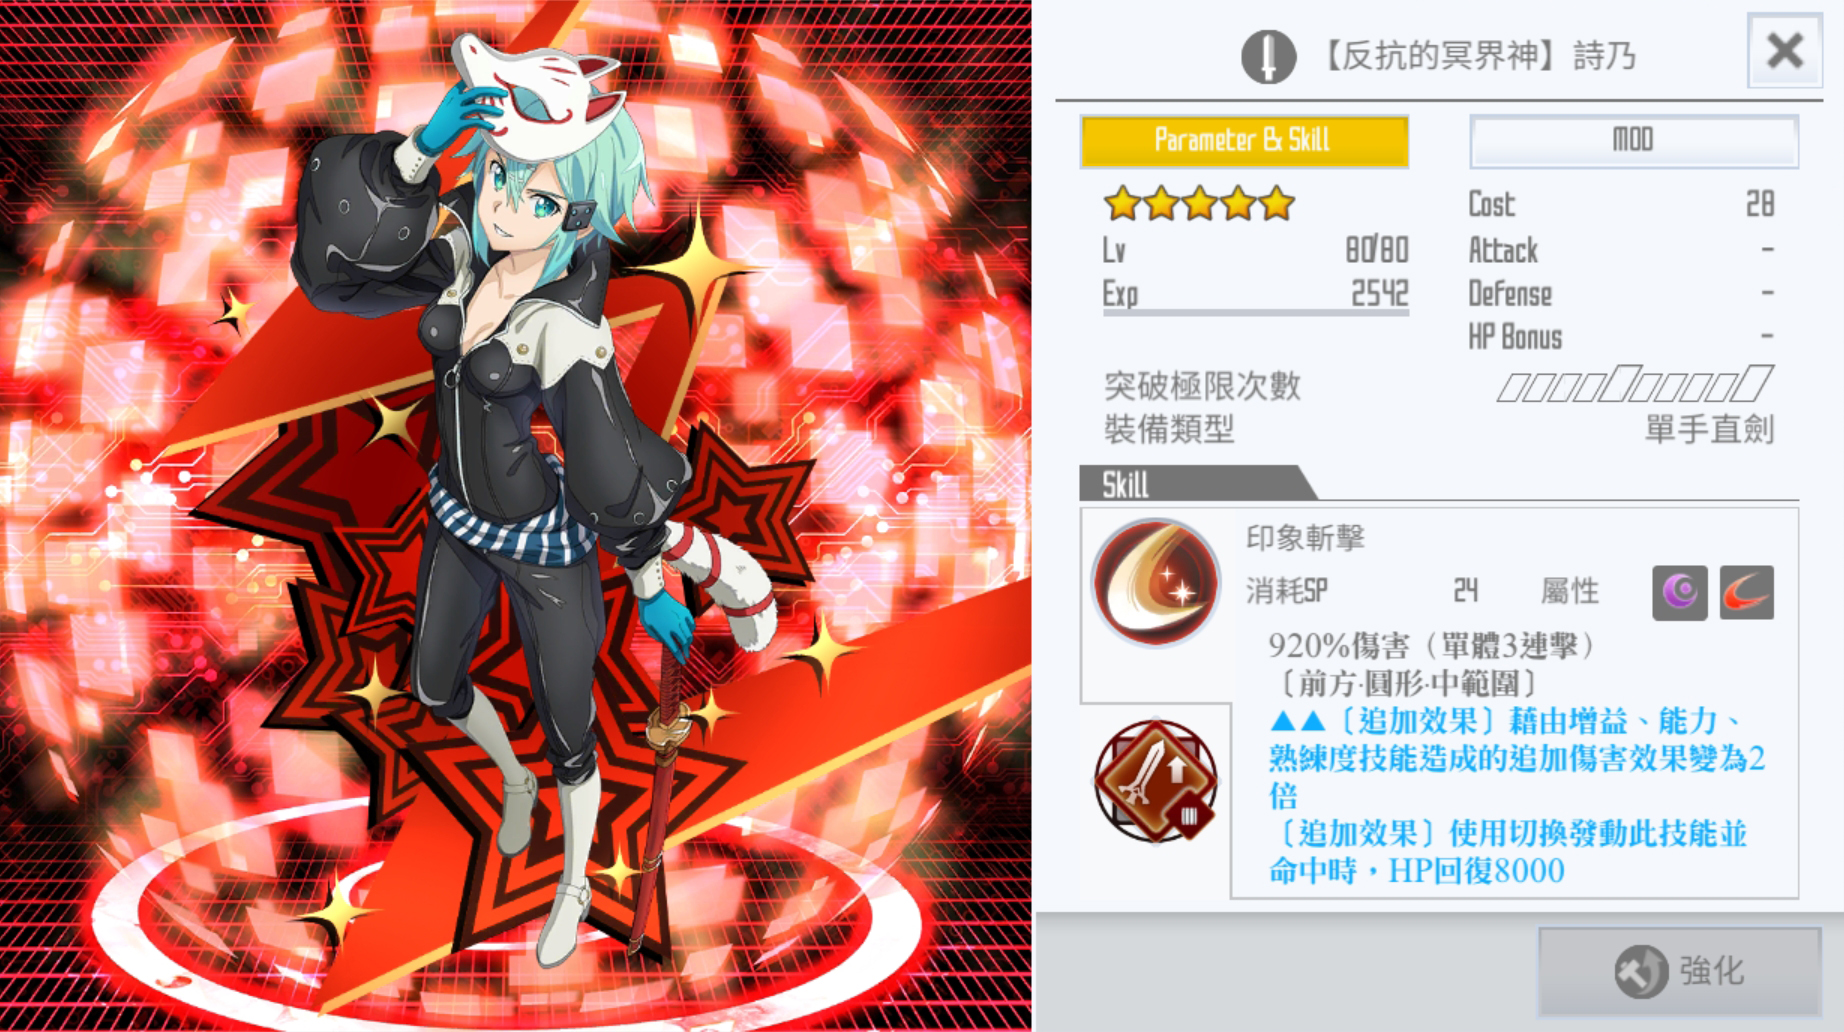 【反抗的冥界神】詩乃
Parameter & Skill
MOD
Lv 80/80
Exp 2542
Cost 28
Attack -
Defense -
HP Bonus -
突破極限次數
裝備類型 單手直劍
Skill
印象斬擊
消耗SP 24 屬性
920%傷害（單體3連擊）
〔前方·圓形·中範圍〕
▲▲〔追加效果〕藉由增益、能力、
熟練度技能造成的追加傷害效果變為2
倍
〔追加效果〕使用切換發動此技能並
命中時，HP回復8000
強化